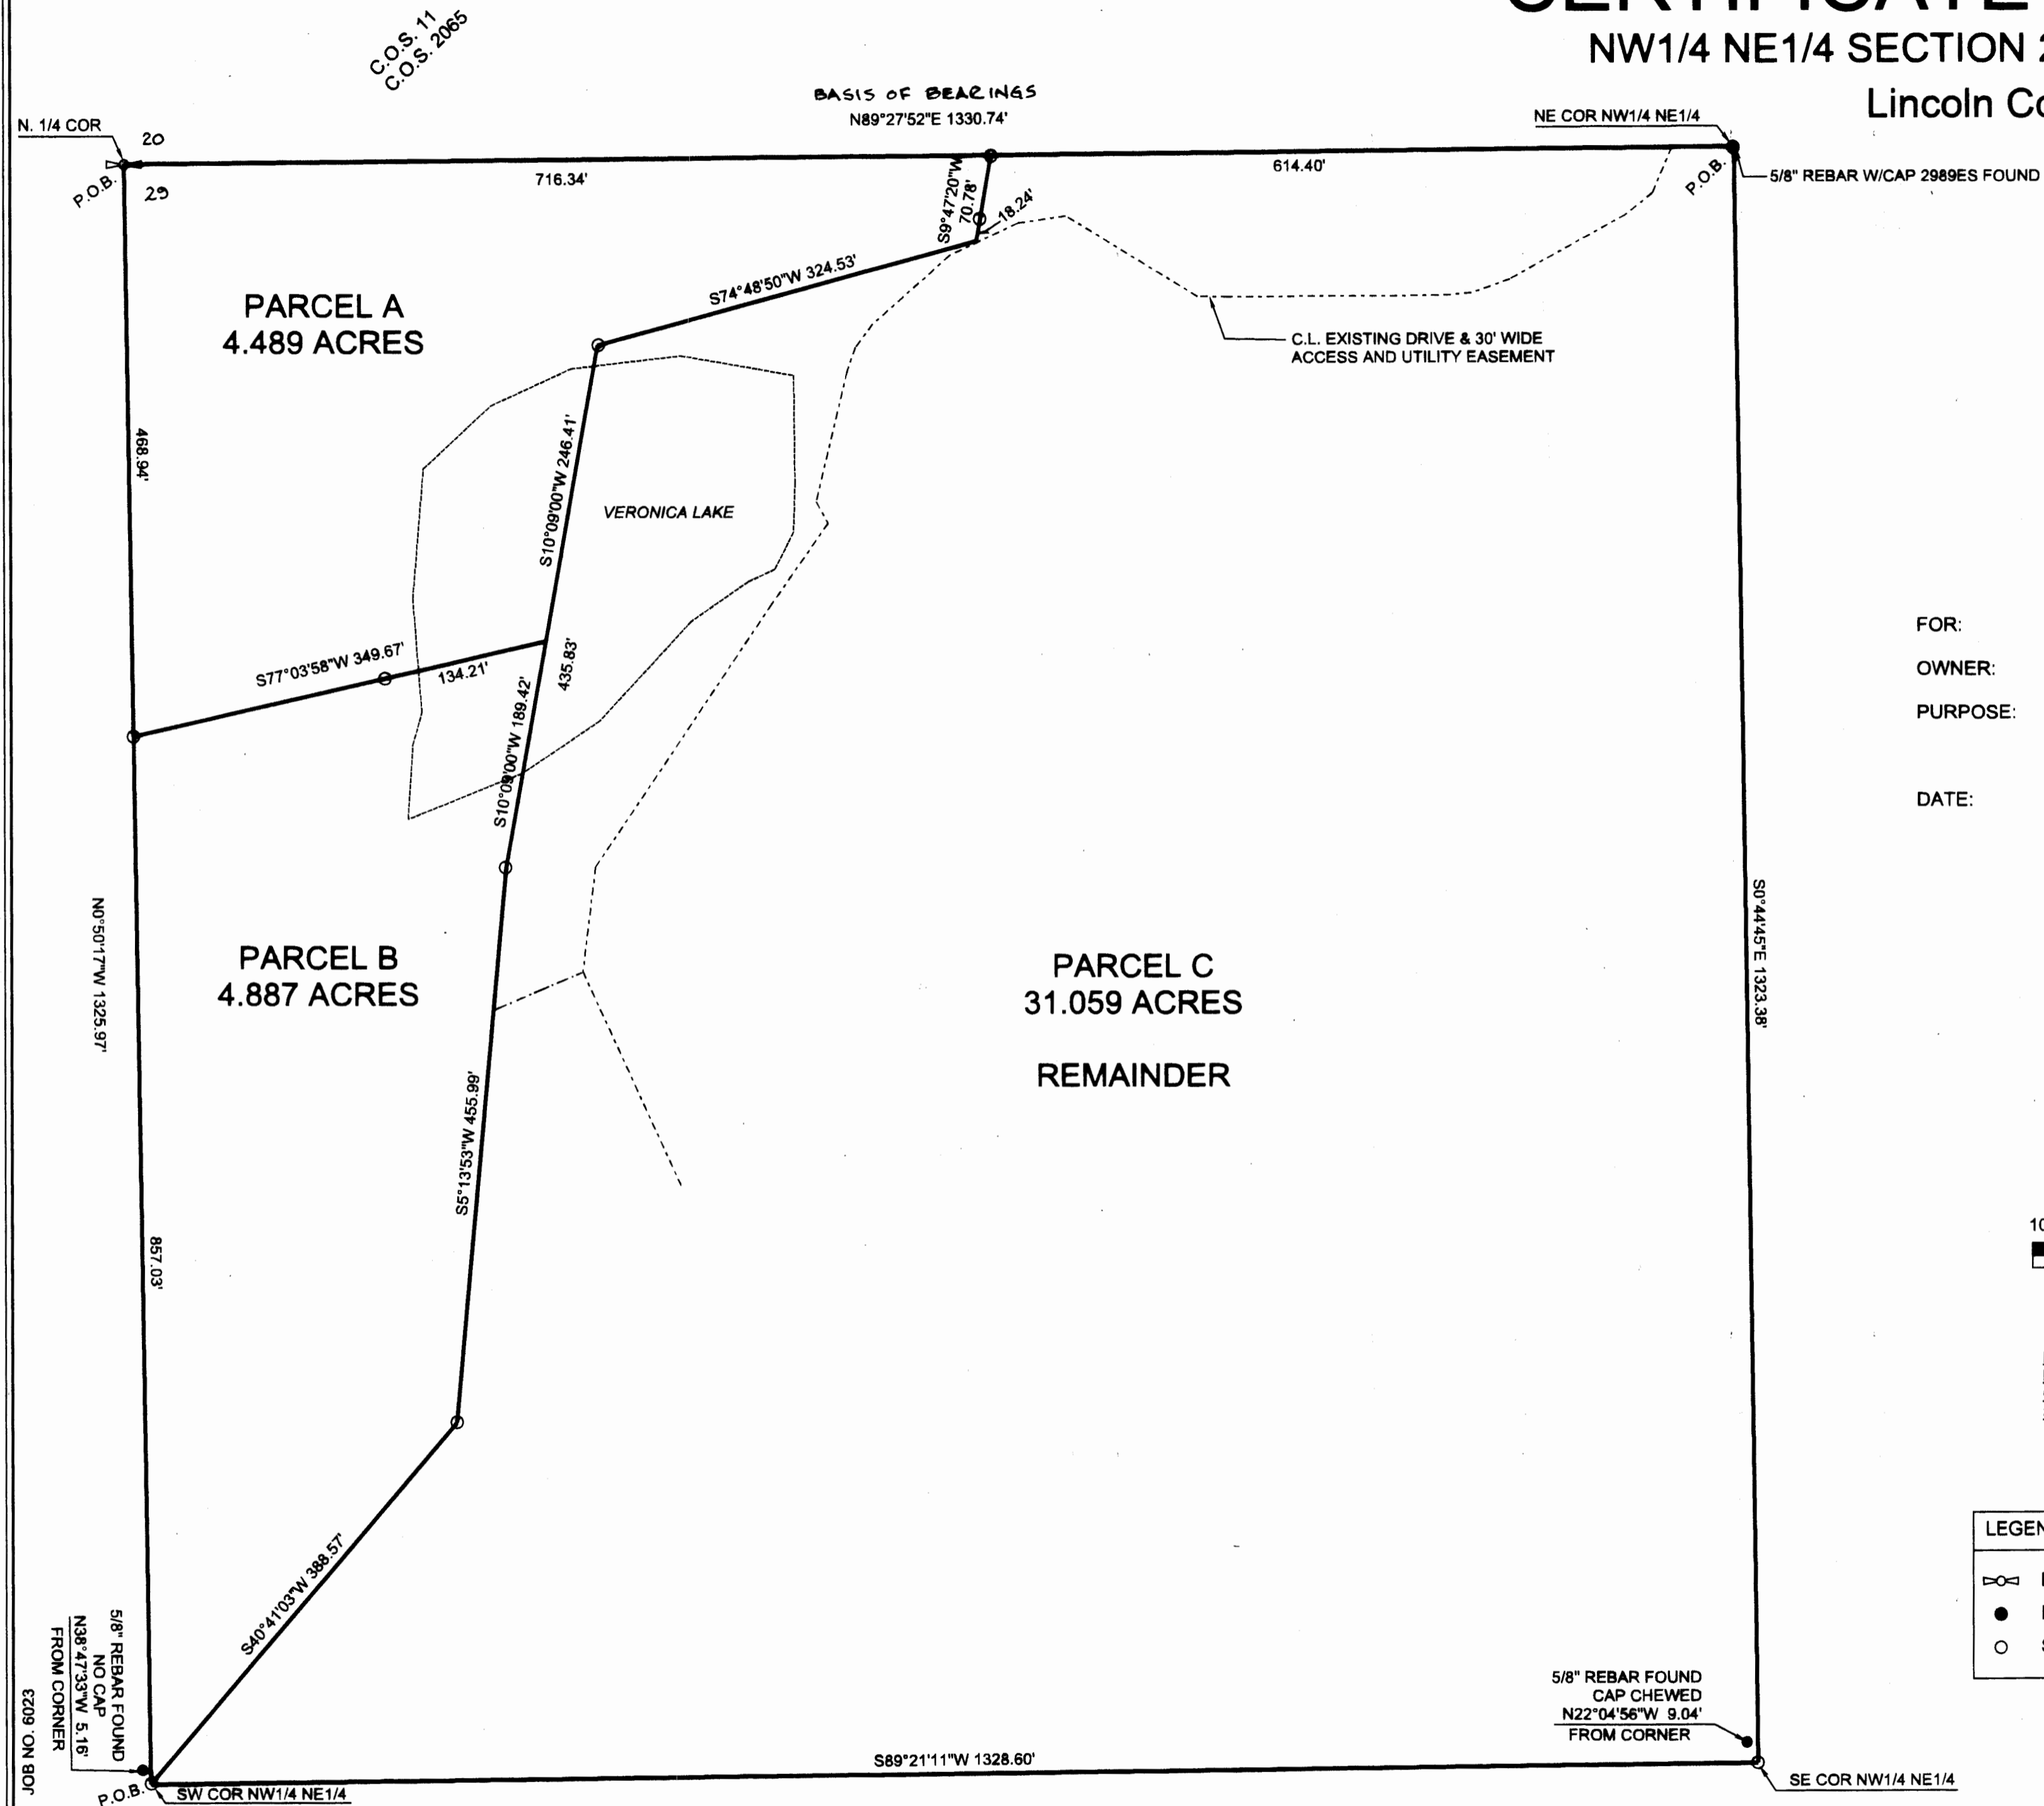 CERTIFICATE
NW1/4 NE1/4 SECTION 2
Lincoln Co
C.O.S. 11
C.O.S. 2065
BASIS OF BEARINGS
N89°27'52"E 1330.74'
N. 1/4 COR
20
29
P.O.B.
716.34'
614.40'
NE COR NW1/4 NE1/4
P.O.B.
5/8" REBAR W/CAP 2989ES FOUND
S9°47'20"W
70.78'
18.24'
S74°48'50"W 324.53'
PARCEL A
4.489 ACRES
C.L. EXISTING DRIVE & 30' WIDE
ACCESS AND UTILITY EASEMENT
468.94'
S10°09'00"W 246.41'
VERONICA LAKE
S77°03'58"W 349.67'
134.21'
435.83'
S10°09'00"W 189.42'
FOR:
OWNER:
PURPOSE:
DATE:
N0°50'17"W 1325.97'
S0°44'45"E 1323.38'
PARCEL B
4.887 ACRES
PARCEL C
31.059 ACRES
REMAINDER
S5°13'53"W 455.99'
857.03'
10
S40°41'03"W 388.57'
LEGEN
5/8" REBAR FOUND
NO CAP
N38°47'33"W 5.16'
FROM CORNER
JOB NO. 6023
5/8" REBAR FOUND
CAP CHEWED
N22°04'56"W 9.04'
FROM CORNER
S89°21'11"W 1328.60'
P.O.B.
SW COR NW1/4 NE1/4
SE COR NW1/4 NE1/4